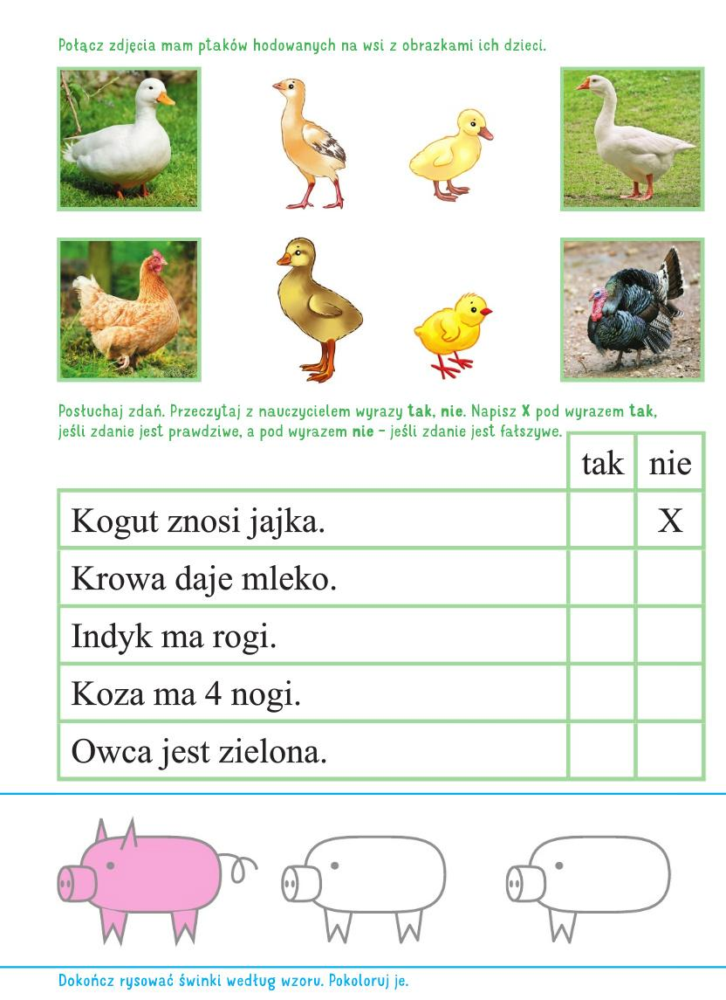 Połącz zdjęcia mam ptaków hodowanych na wsi z obrazkami ich dzieci.
Posłuchaj zdań. Przeczytaj z nauczycielem wyrazy tak, nie. Napisz X pod wyrazem tak,
jeśli zdanie jest prawdziwe, a pod wyrazem nie – jeśli zdanie jest fałszywe.
tak nie
Kogut znosi jajka. X
Krowa daje mleko.
Indyk ma rogi.
Koza ma 4 nogi.
Owca jest zielona.
Dokończ rysować świnki według wzoru. Pokoloruj je.